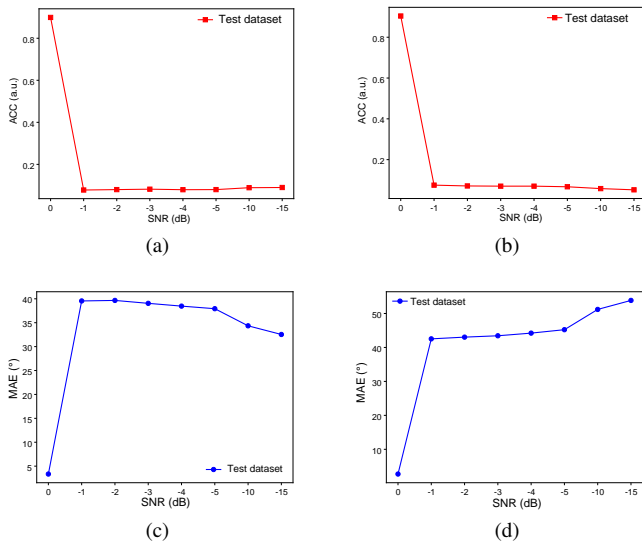 Test dataset
ACC (a.u.)
0.8
0.6
0.4
0.2
0 -1 -2 -3 -4 -5 -10 -15
SNR (dB)
(a)
Test dataset
ACC (a.u.)
0.8
0.6
0.4
0.2
0 -1 -2 -3 -4 -5 -10 -15
SNR (dB)
(b)
MAE (°)
40
35
30
25
20
15
10
5
Test dataset
0 -1 -2 -3 -4 -5 -10 -15
SNR (dB)
(c)
Test dataset
MAE (°)
50
40
30
20
10
0 -1 -2 -3 -4 -5 -10 -15
SNR (dB)
(d)